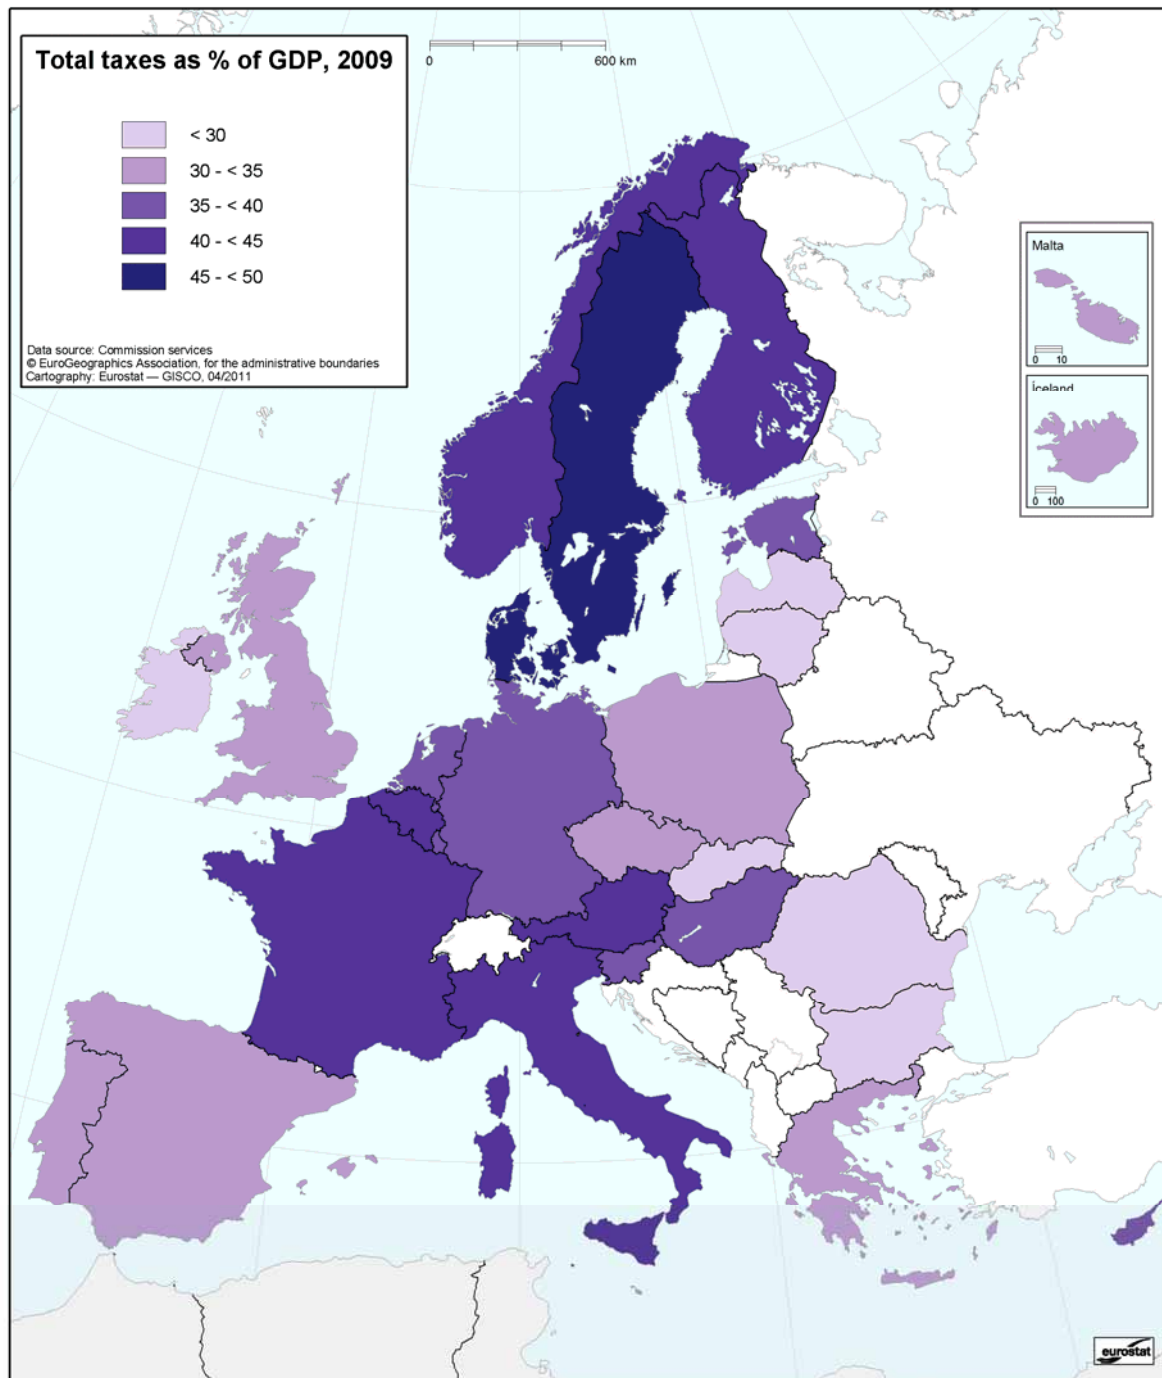 Total taxes as % of GDP, 2009
< 30
30 - < 35
35 - < 40
40 - < 45
45 - < 50
Data source: Commission services
© EuroGeographics Association, for the administrative boundaries
Cartography: Eurostat — GISCO, 04/2011
0 600 km
Malta
0 10
Íceland
0 100
eurostat